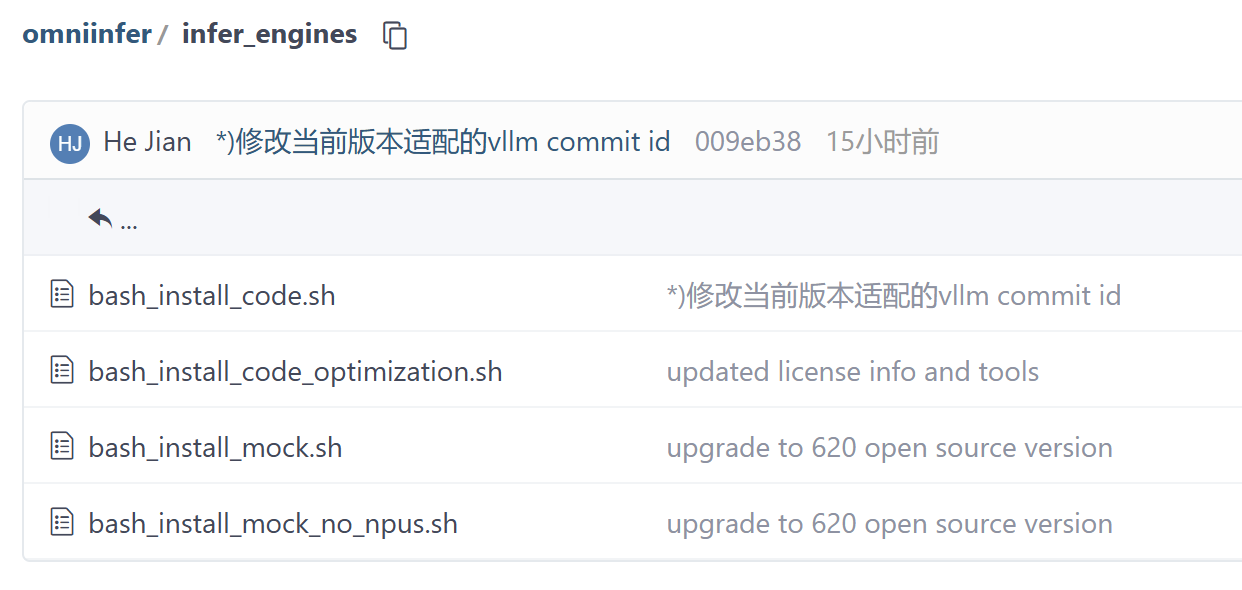 omniinfer / infer_engines
HJ He Jian *)修改当前版本适配的vllm commit id 009eb38 15小时前
...
bash_install_code.sh *)修改当前版本适配的vllm commit id
bash_install_code_optimization.sh updated license info and tools
bash_install_mock.sh upgrade to 620 open source version
bash_install_mock_no_npus.sh upgrade to 620 open source version